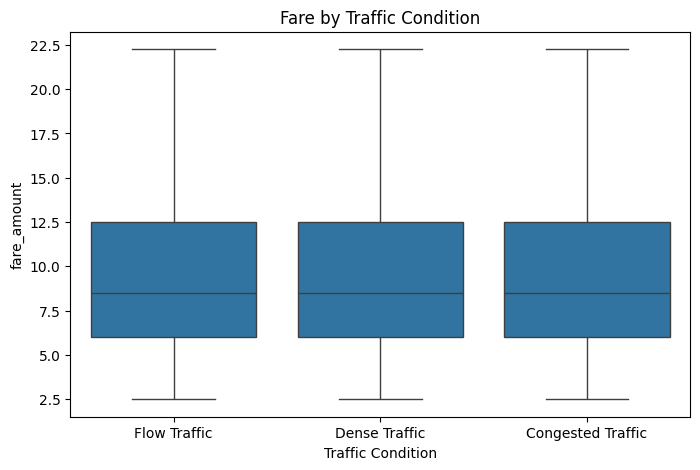 Fare by Traffic Condition
fare_amount
22.5
20.0
17.5
15.0
12.5
10.0
7.5
5.0
2.5
Flow Traffic
Dense Traffic
Congested Traffic
Traffic Condition